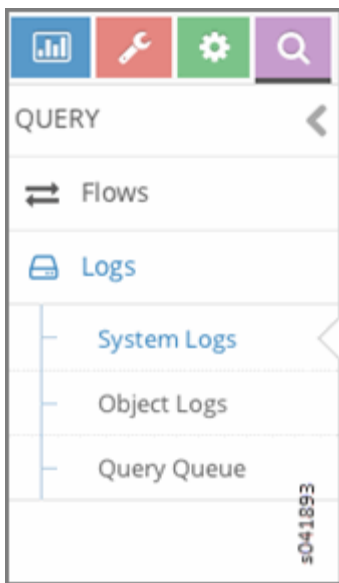 QUERY
Flows
Logs
System Logs
Object Logs
Query Queue
s041893